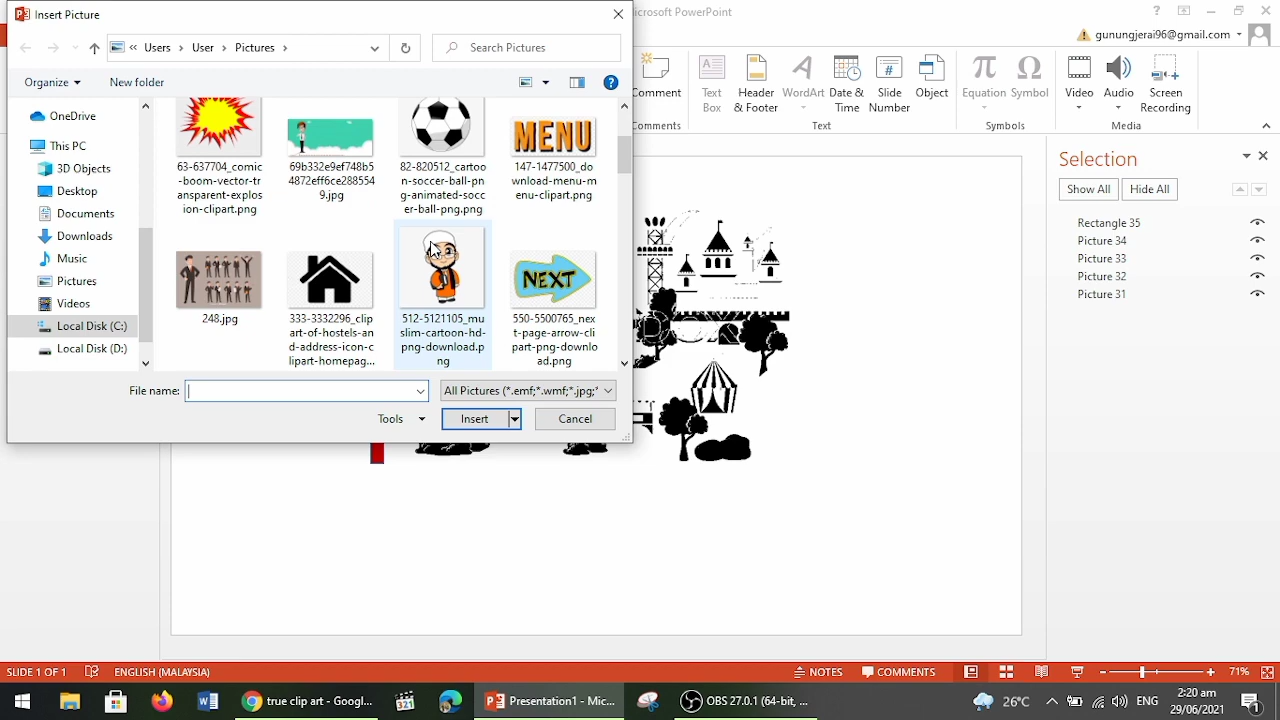 Insert Picture
icrosoft PowerPoint
Users
User
Pictures
Search Pictures
gunungjerai96@gmail.com
Organize
New folder
Comment
Text
Box
Header
& Footer
WordArt
Date &
Time
Slide
Number
Object
Equation
Symbol
Video
Audio
Screen
Recording
omments
Text
Symbols
Media
OneDrive
This PC
3D Objects
Desktop
Documents
Downloads
Music
Pictures
Videos
Local Disk (C:)
Local Disk (D:)
MENU
63-637704_comic
-boom-vector-tr
ansparent-explos
ion-clipart.png
69b332e9ef748b5
4872eff6ce288554
9.jpg
82-820512_cartoo
n-soccer-ball-pn
g-animated-socc
er-ball-png.png
147-1477500_do
wnload-menu-m
enu-clipart.png
NEXT
248.jpg
333-3332296_clip
art-of-hostels-an
d-address-icon-c
lipart-homepag...
512-5121105_mu
slim-cartoon-hd-
png-download.p
ng
550-5500765_nex
t-page-arrow-cli
part-png-downlo
ad.png
File name:
All Pictures (*.emf;*.wmf;*.jpg;*
Tools
Insert
Cancel
Selection
Show All
Hide All
Rectangle 35
Picture 34
Picture 33
Picture 32
Picture 31
SLIDE 1 OF 1
ENGLISH (MALAYSIA)
NOTES
COMMENTS
71%
true clip art - Googl...
Presentation1 - Mic...
OBS 27.0.1 (64-bit, ...
26°C
ENG
2:20 am
29/06/2021
1